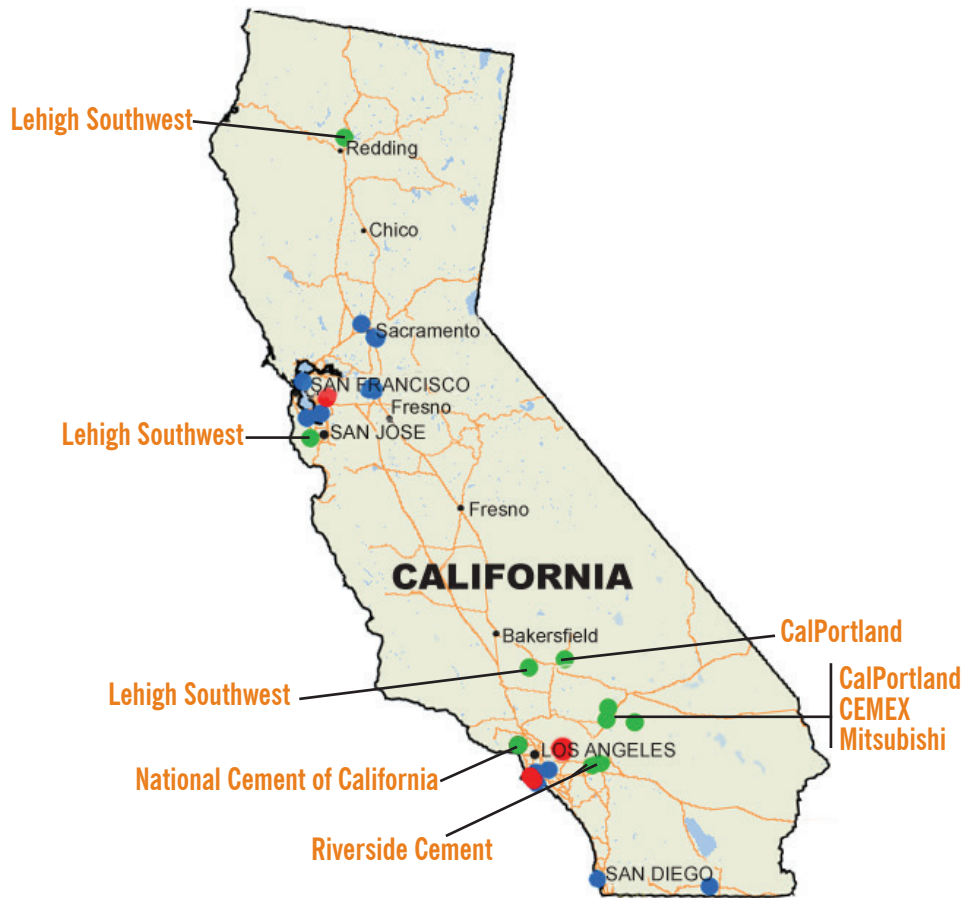 Lehigh Southwest
Redding
Chico
Sacramento
SAN FRANCISCO
Fresno
Lehigh Southwest
SAN JOSE
Fresno
CALIFORNIA
Bakersfield
CalPortland
Lehigh Southwest
CalPortland
CEMEX
Mitsubishi
LOS ANGELES
National Cement of California
Riverside Cement
SAN DIEGO